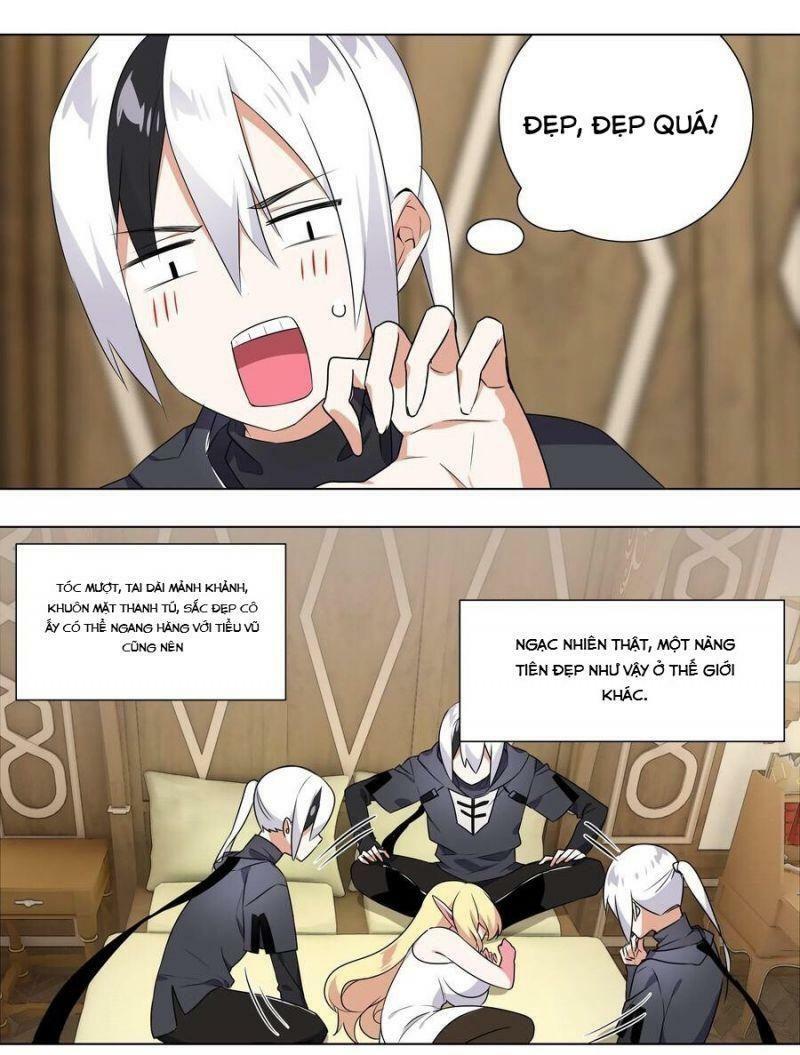 ĐẸP, ĐẸP QUÁ!
TÓC MƯỢT, TAI DÀI MẢNH KHẢNH,
KHUÔN MẶT THANH TÚ, SẮC ĐẸP CÔ
ẤY CÓ THỂ NGANG HÀNG VỚI TIỂU VŨ
CŨNG NÊN
NGẠC NHIÊN THẬT, MỘT NÀNG
TIÊN ĐẸP NHƯ VẬY Ở THẾ GIỚI
KHÁC.